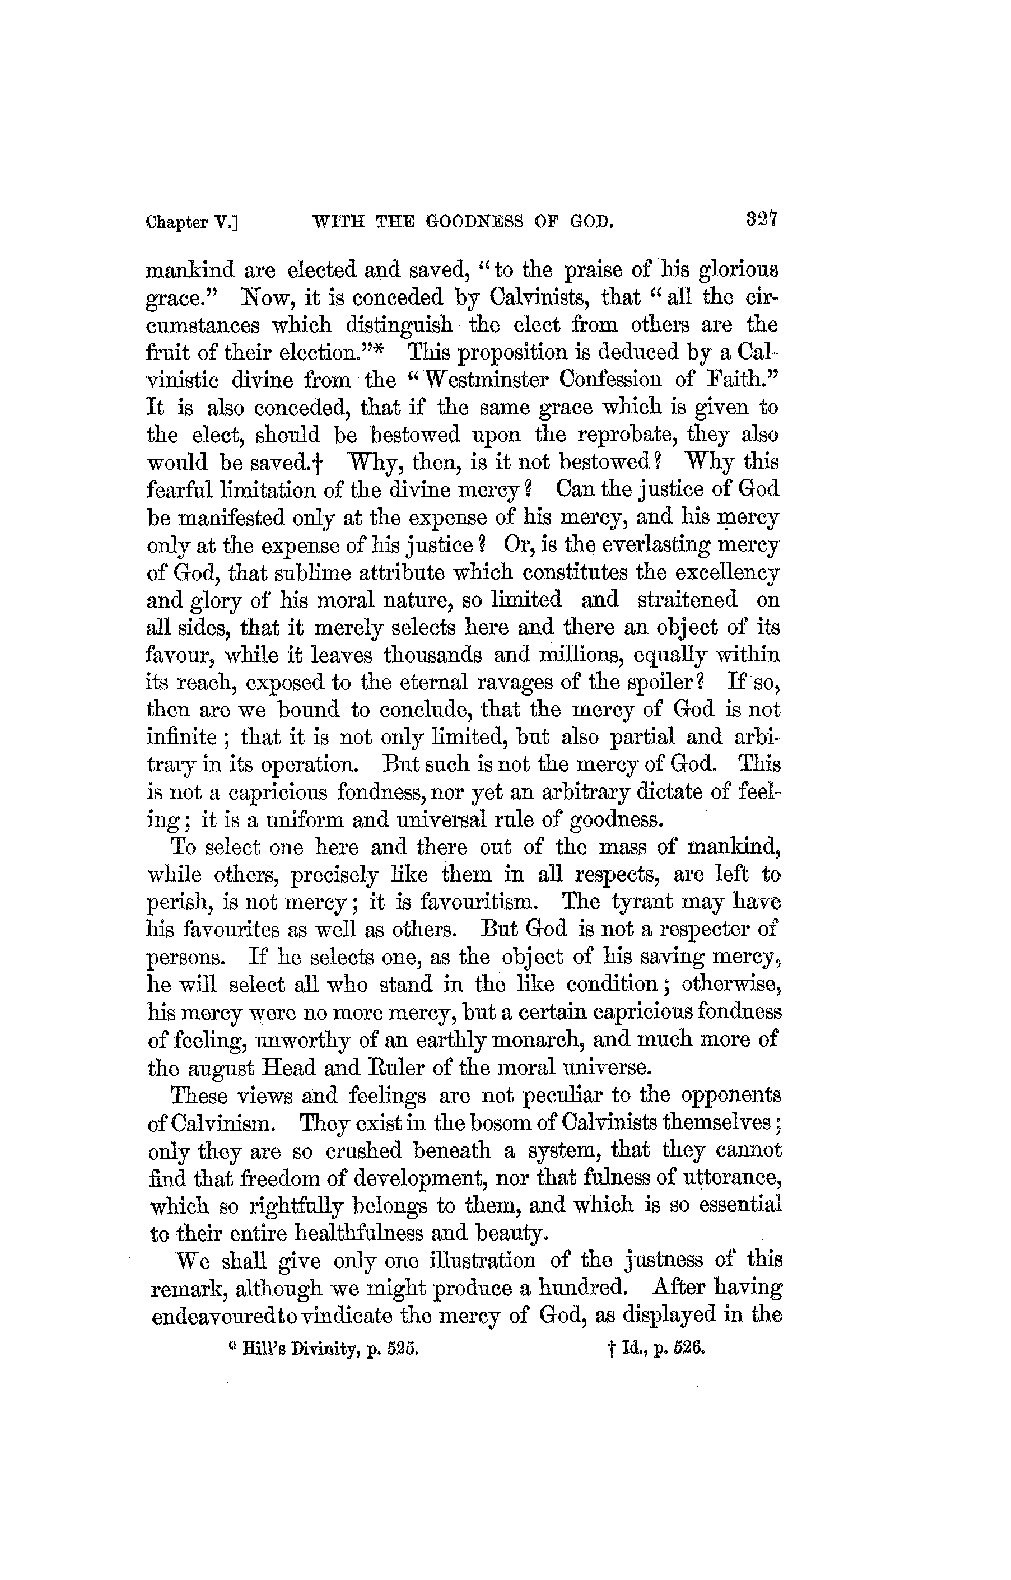 Chapter V.] WITH THE GOODNESS OF GOD. 327
mankind are elected and saved, “to the praise of his glorious
grace.” Now, it is conceded by Calvinists, that “all the cir-
cumstances which distinguish the elect from others are the
fruit of their election.”* This proposition is deduced by a Cal-
vinistic divine from the “Westminster Confession of Faith.”
It is also conceded, that if the same grace which is given to
the elect, should be bestowed upon the reprobate, they also
would be saved.† Why, then, is it not bestowed? Why this
fearful limitation of the divine mercy? Can the justice of God
be manifested only at the expense of his mercy, and his mercy
only at the expense of his justice? Or, is the everlasting mercy
of God, that sublime attribute which constitutes the excellency
and glory of his moral nature, so limited and straitened on
all sides, that it merely selects here and there an object of its
favour, while it leaves thousands and millions, equally within
its reach, exposed to the eternal ravages of the spoiler? If so,
then are we bound to conclude, that the mercy of God is not
infinite; that it is not only limited, but also partial and arbi-
trary in its operation. But such is not the mercy of God. This
is not a capricious fondness, nor yet an arbitrary dictate of feel-
ing; it is a uniform and universal rule of goodness.
To select one here and there out of the mass of mankind,
while others, precisely like them in all respects, are left to
perish, is not mercy; it is favouritism. The tyrant may have
his favourites as well as others. But God is not a respecter of
persons. If he selects one, as the object of his saving mercy,
he will select all who stand in the like condition; otherwise,
his mercy were no more mercy, but a certain capricious fondness
of feeling, unworthy of an earthly monarch, and much more of
the august Head and Ruler of the moral universe.
These views and feelings are not peculiar to the opponents
of Calvinism. They exist in the bosom of Calvinists themselves;
only they are so crushed beneath a system, that they cannot
find that freedom of development, nor that fulness of utterance,
which so rightfully belongs to them, and which is so essential
to their entire healthfulness and beauty.
We shall give only one illustration of the justness of this
remark, although we might produce a hundred. After having
endeavoured to vindicate the mercy of God, as displayed in the
* Hill’s Divinity, p. 525. † Id., p. 526.